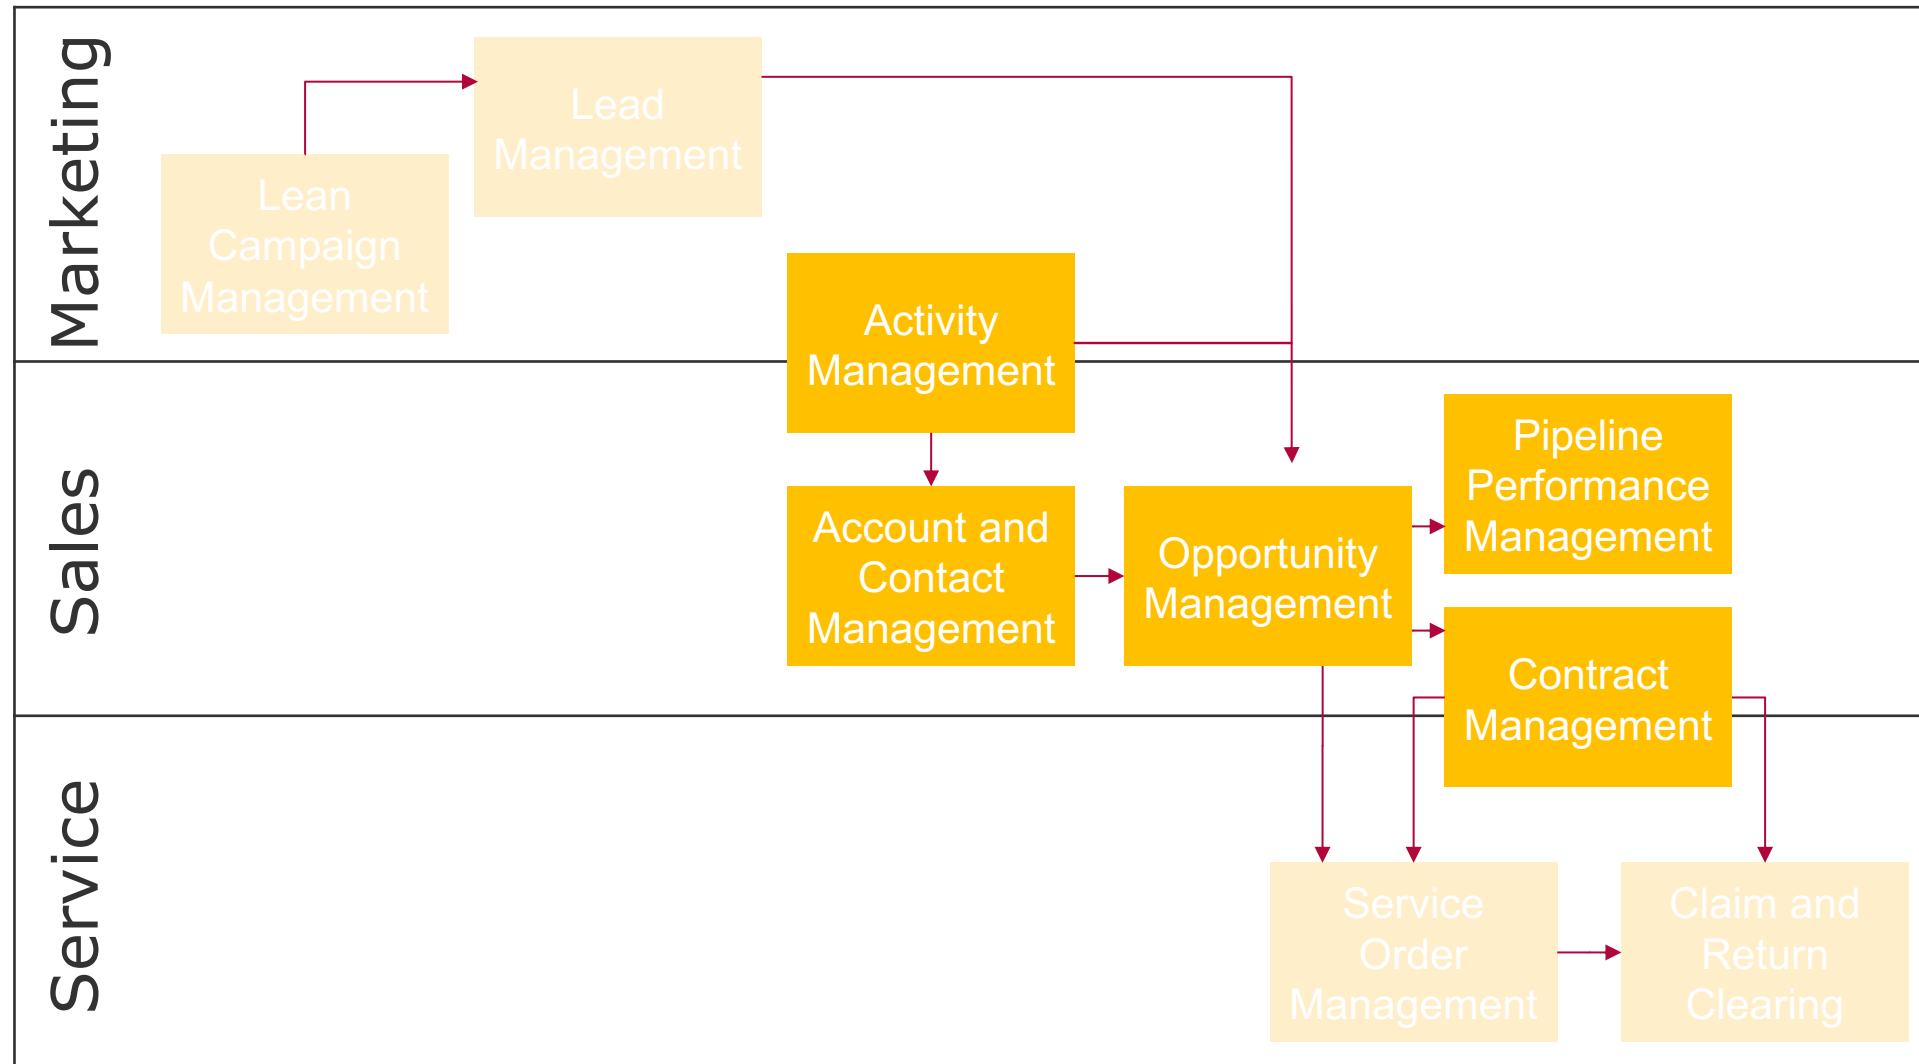 Marketing
Lead
Management
Lean
Campaign
Management
Activity
Management
Sales
Pipeline
Performance
Management
Account and
Contact
Management
Opportunity
Management
Contract
Management
Service
Service
Order
Management
Claim and
Return
Clearing